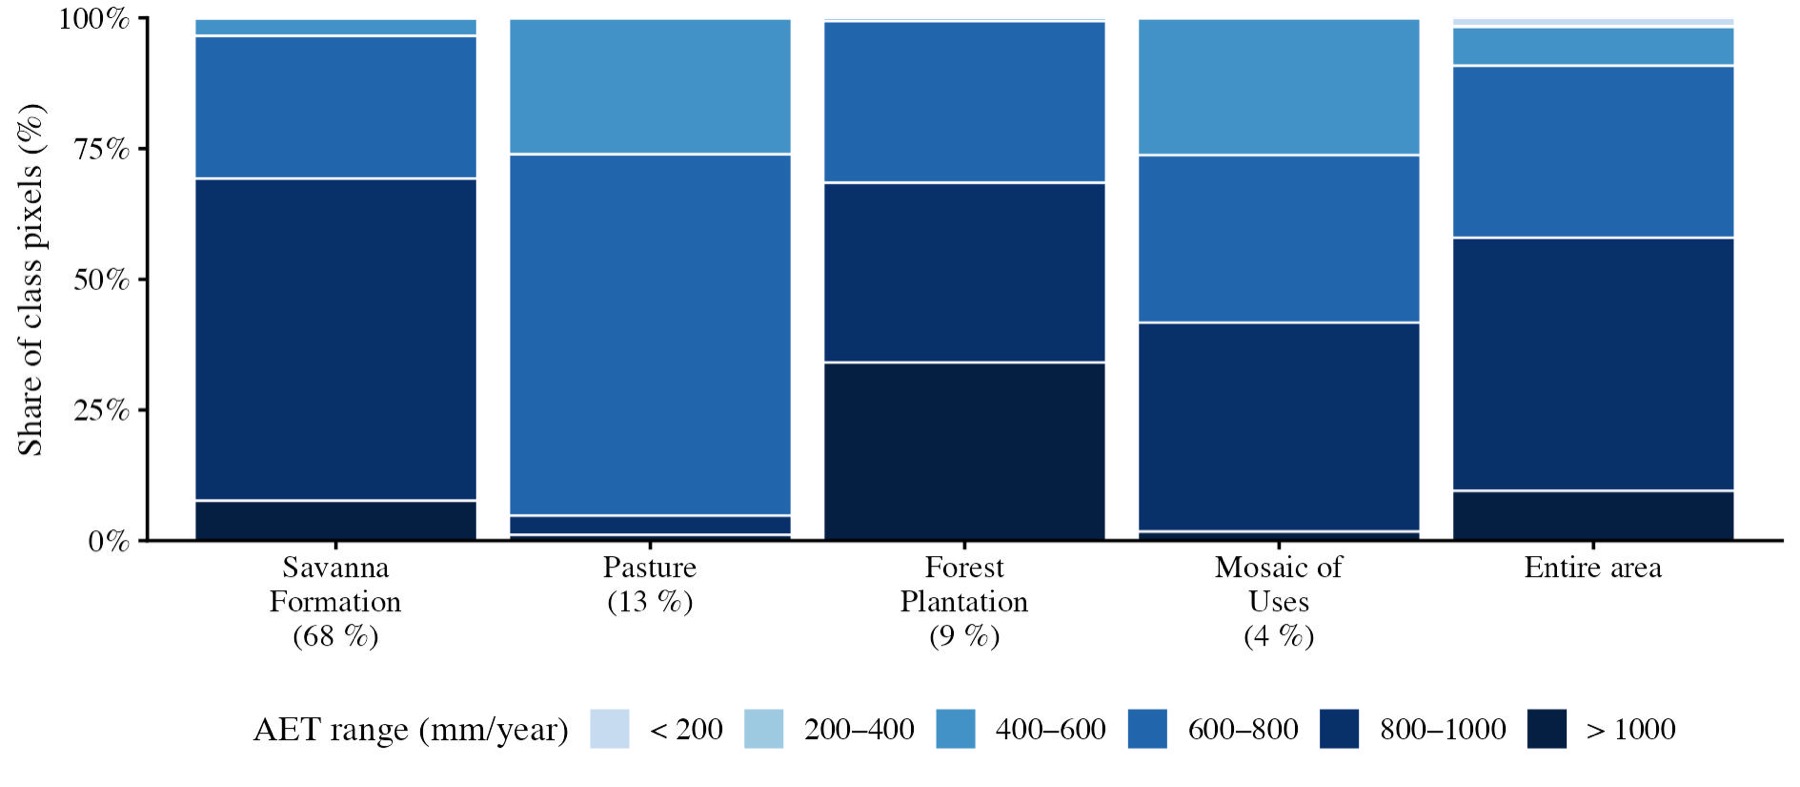 Share of class pixels (%)
100%
75%
50%
25%
0%
Savanna
Formation
(68 %)
Pasture
(13 %)
Forest
Plantation
(9 %)
Mosaic of
Uses
(4 %)
Entire area
AET range (mm/year)
< 200
200–400
400–600
600–800
800–1000
> 1000